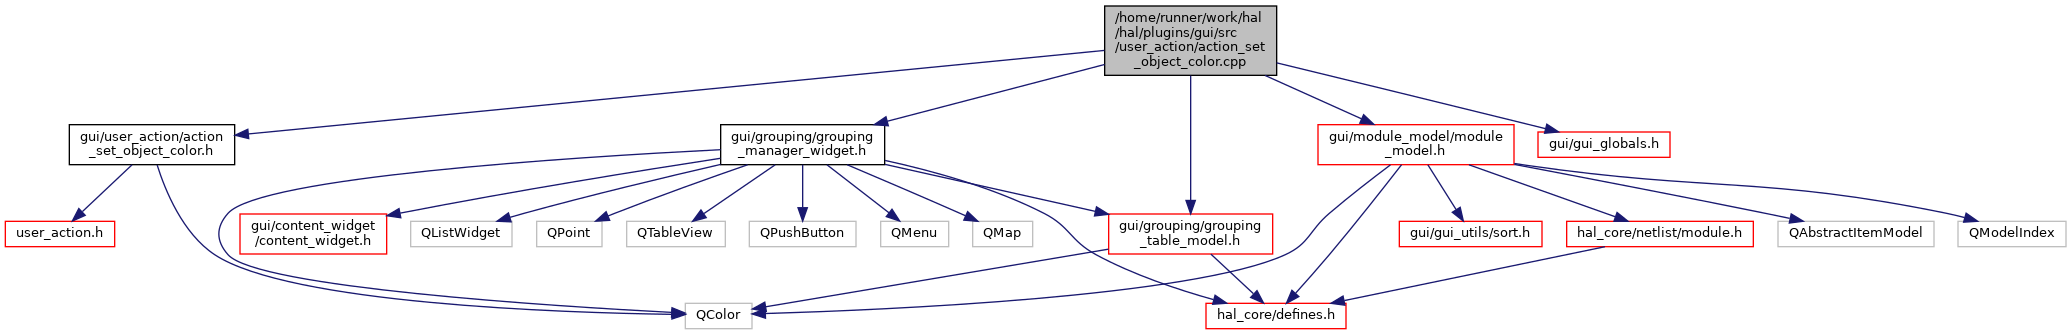 /home/runner/work/hal
/hal/plugins/gui/src
/user_action/action_set
_object_color.cpp
gui/user_action/action
_set_object_color.h
gui/grouping/grouping
_manager_widget.h
gui/module_model/module
_model.h
gui/gui_globals.h
user_action.h
gui/content_widget
/content_widget.h
QListWidget
QPoint
QTableView
QPushButton
QMenu
QMap
gui/grouping/grouping
_table_model.h
gui/gui_utils/sort.h
hal_core/netlist/module.h
QAbstractItemModel
QModelIndex
QColor
hal_core/defines.h